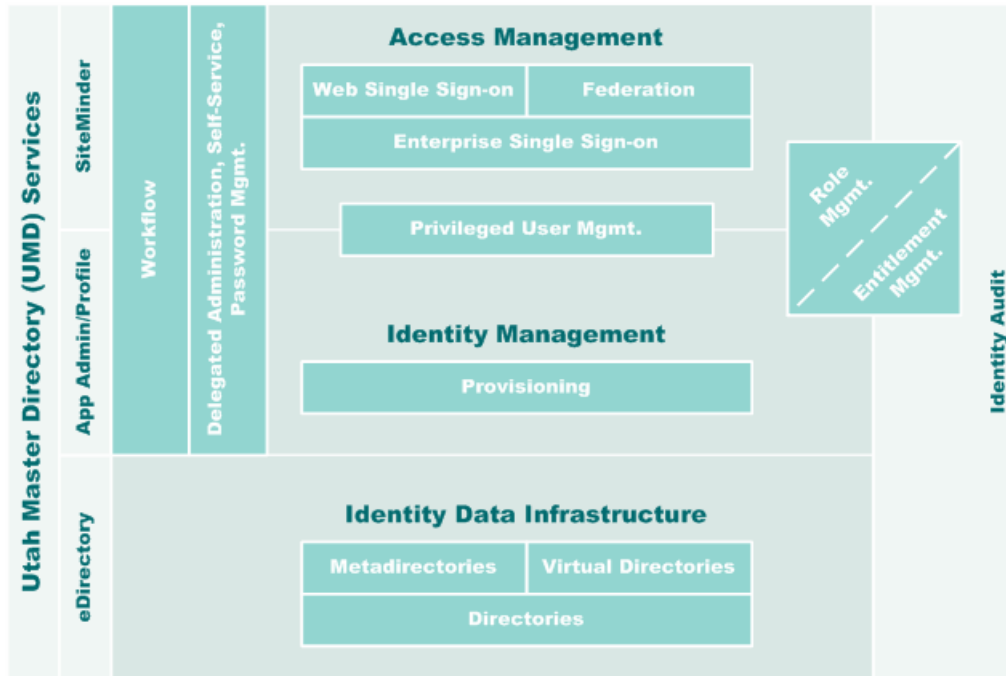 Utah Master Directory (UMD) Services
SiteMinder
App Admin/Profile
eDirectory
Workflow
Delegated Administration, Self-Service,
Password Mgmt.
Access Management
Web Single Sign-on
Federation
Enterprise Single Sign-on
Privileged User Mgmt.
Role
Mgmt.
Entitlement
Mgmt.
Identity Management
Provisioning
Identity Data Infrastructure
Metadirectories
Virtual Directories
Directories
Identity Audit